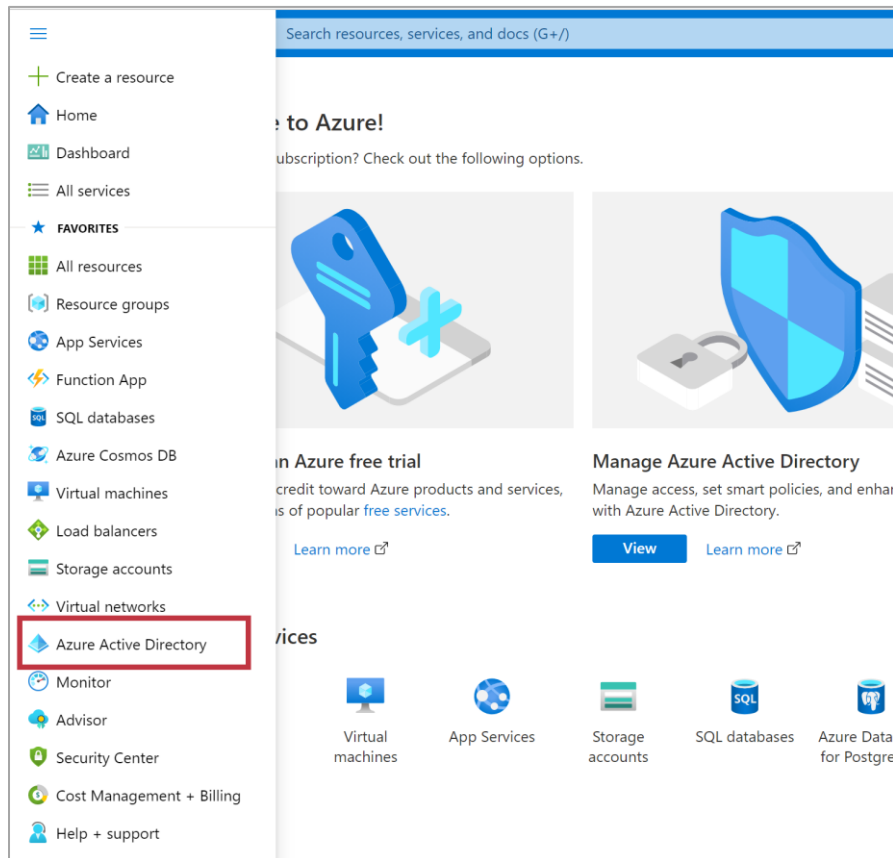 Search resources, services, and docs (G+/)
Create a resource
Home
Dashboard
All services
FAVORITES
All resources
Resource groups
App Services
Function App
SQL databases
Azure Cosmos DB
Virtual machines
Load balancers
Storage accounts
Virtual networks
Azure Active Directory
Monitor
Advisor
Security Center
Cost Management + Billing
Help + support
to Azure!
ubscription? Check out the following options.
n Azure free trial
credit toward Azure products and services,
s of popular free services.
Learn more
Manage Azure Active Directory
Manage access, set smart policies, and enhan
with Azure Active Directory.
View
Learn more
vices
Virtual
machines
App Services
Storage
accounts
SQL
SQL databases
Azure Data
for Postgre